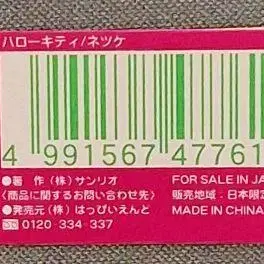 ハローキティ/ネツケ
4 991567 47761
●著 作(株)サンリオ
〈商品に関するお問い合わせ先〉
●発売元(株)はっぴいえんど
☎0120-334-337
FOR SALE IN JA
販売地域:日本限定
MADE IN CHINA